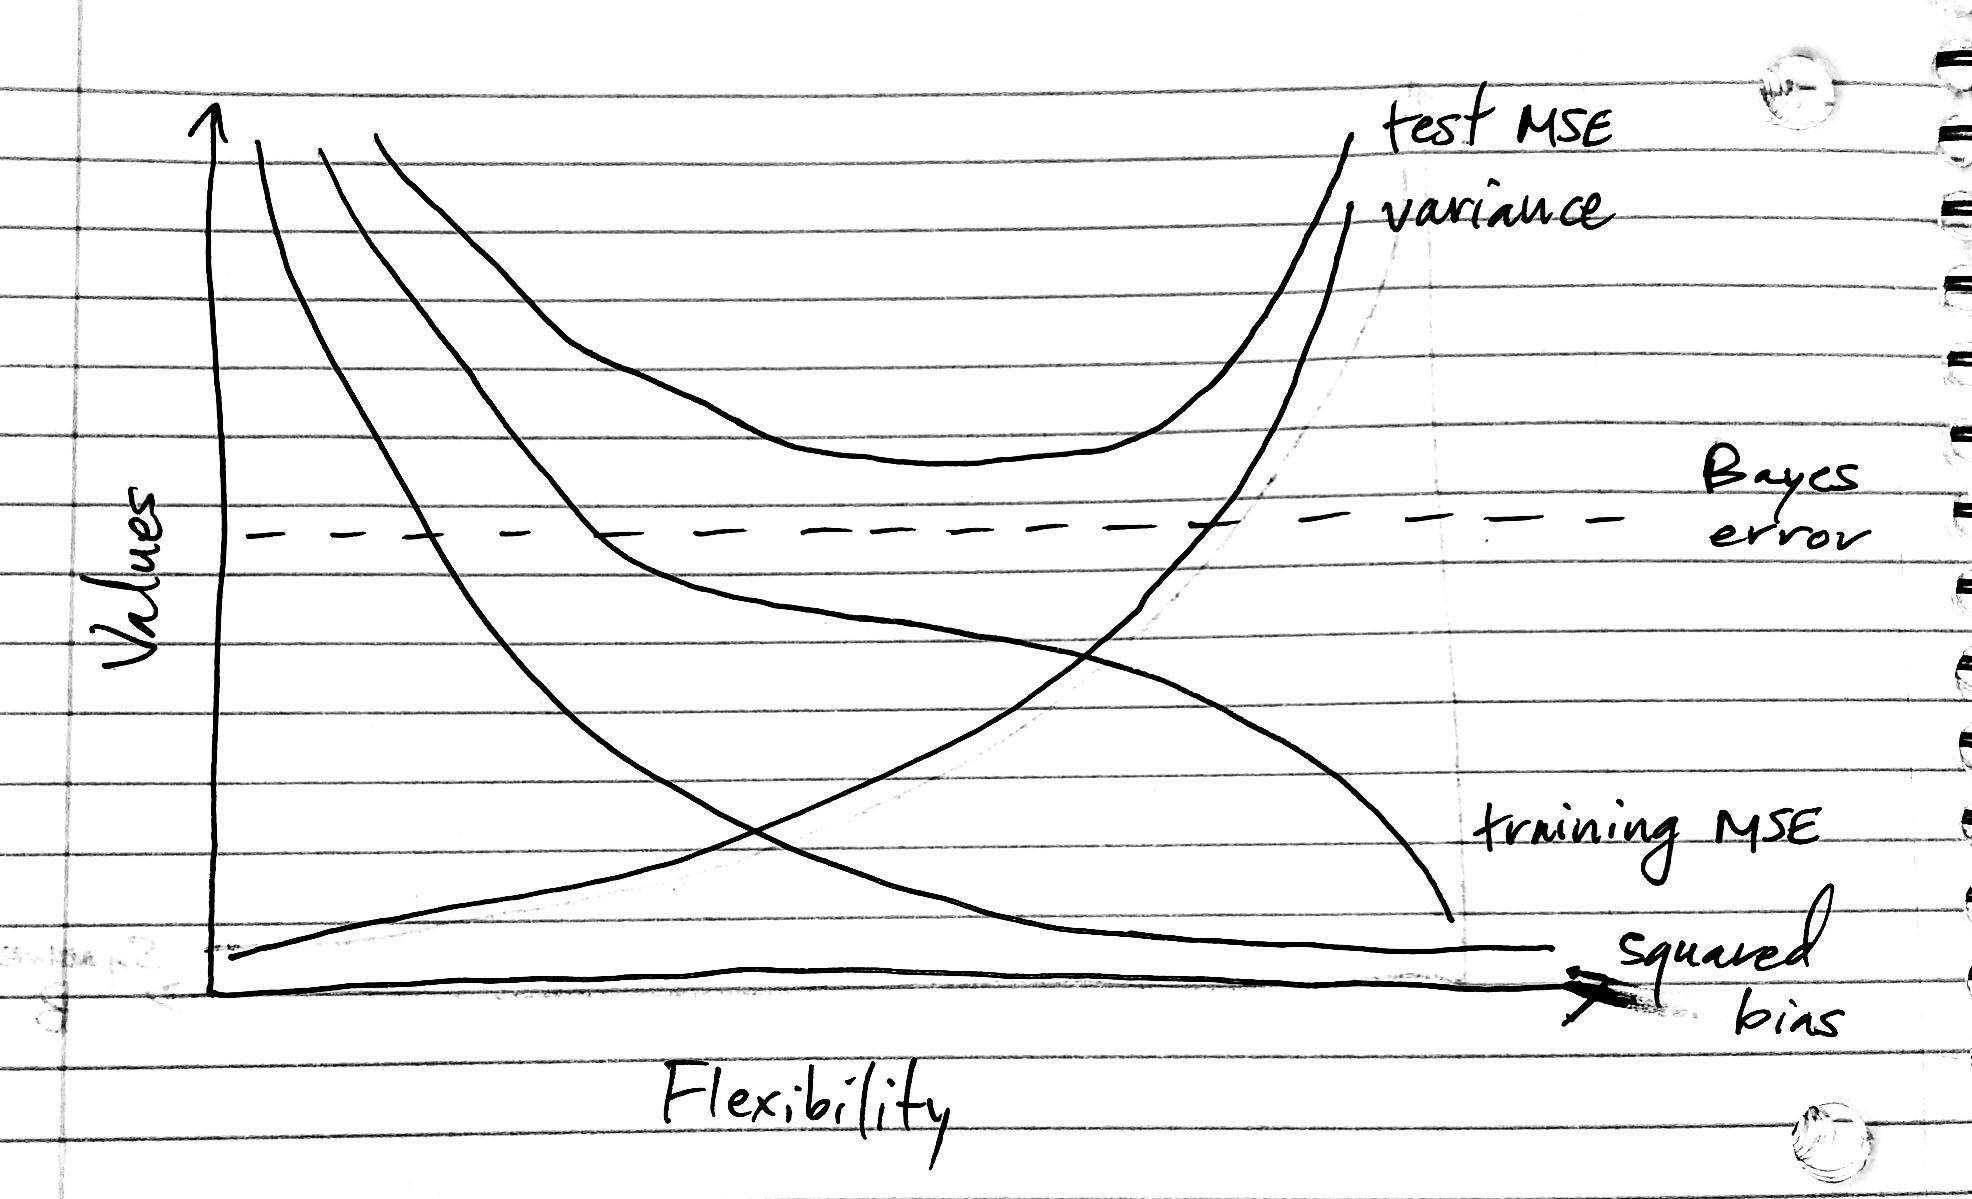 test MSE
variance
Bayes
error
Values
training MSE
squared
bias
Flexibility